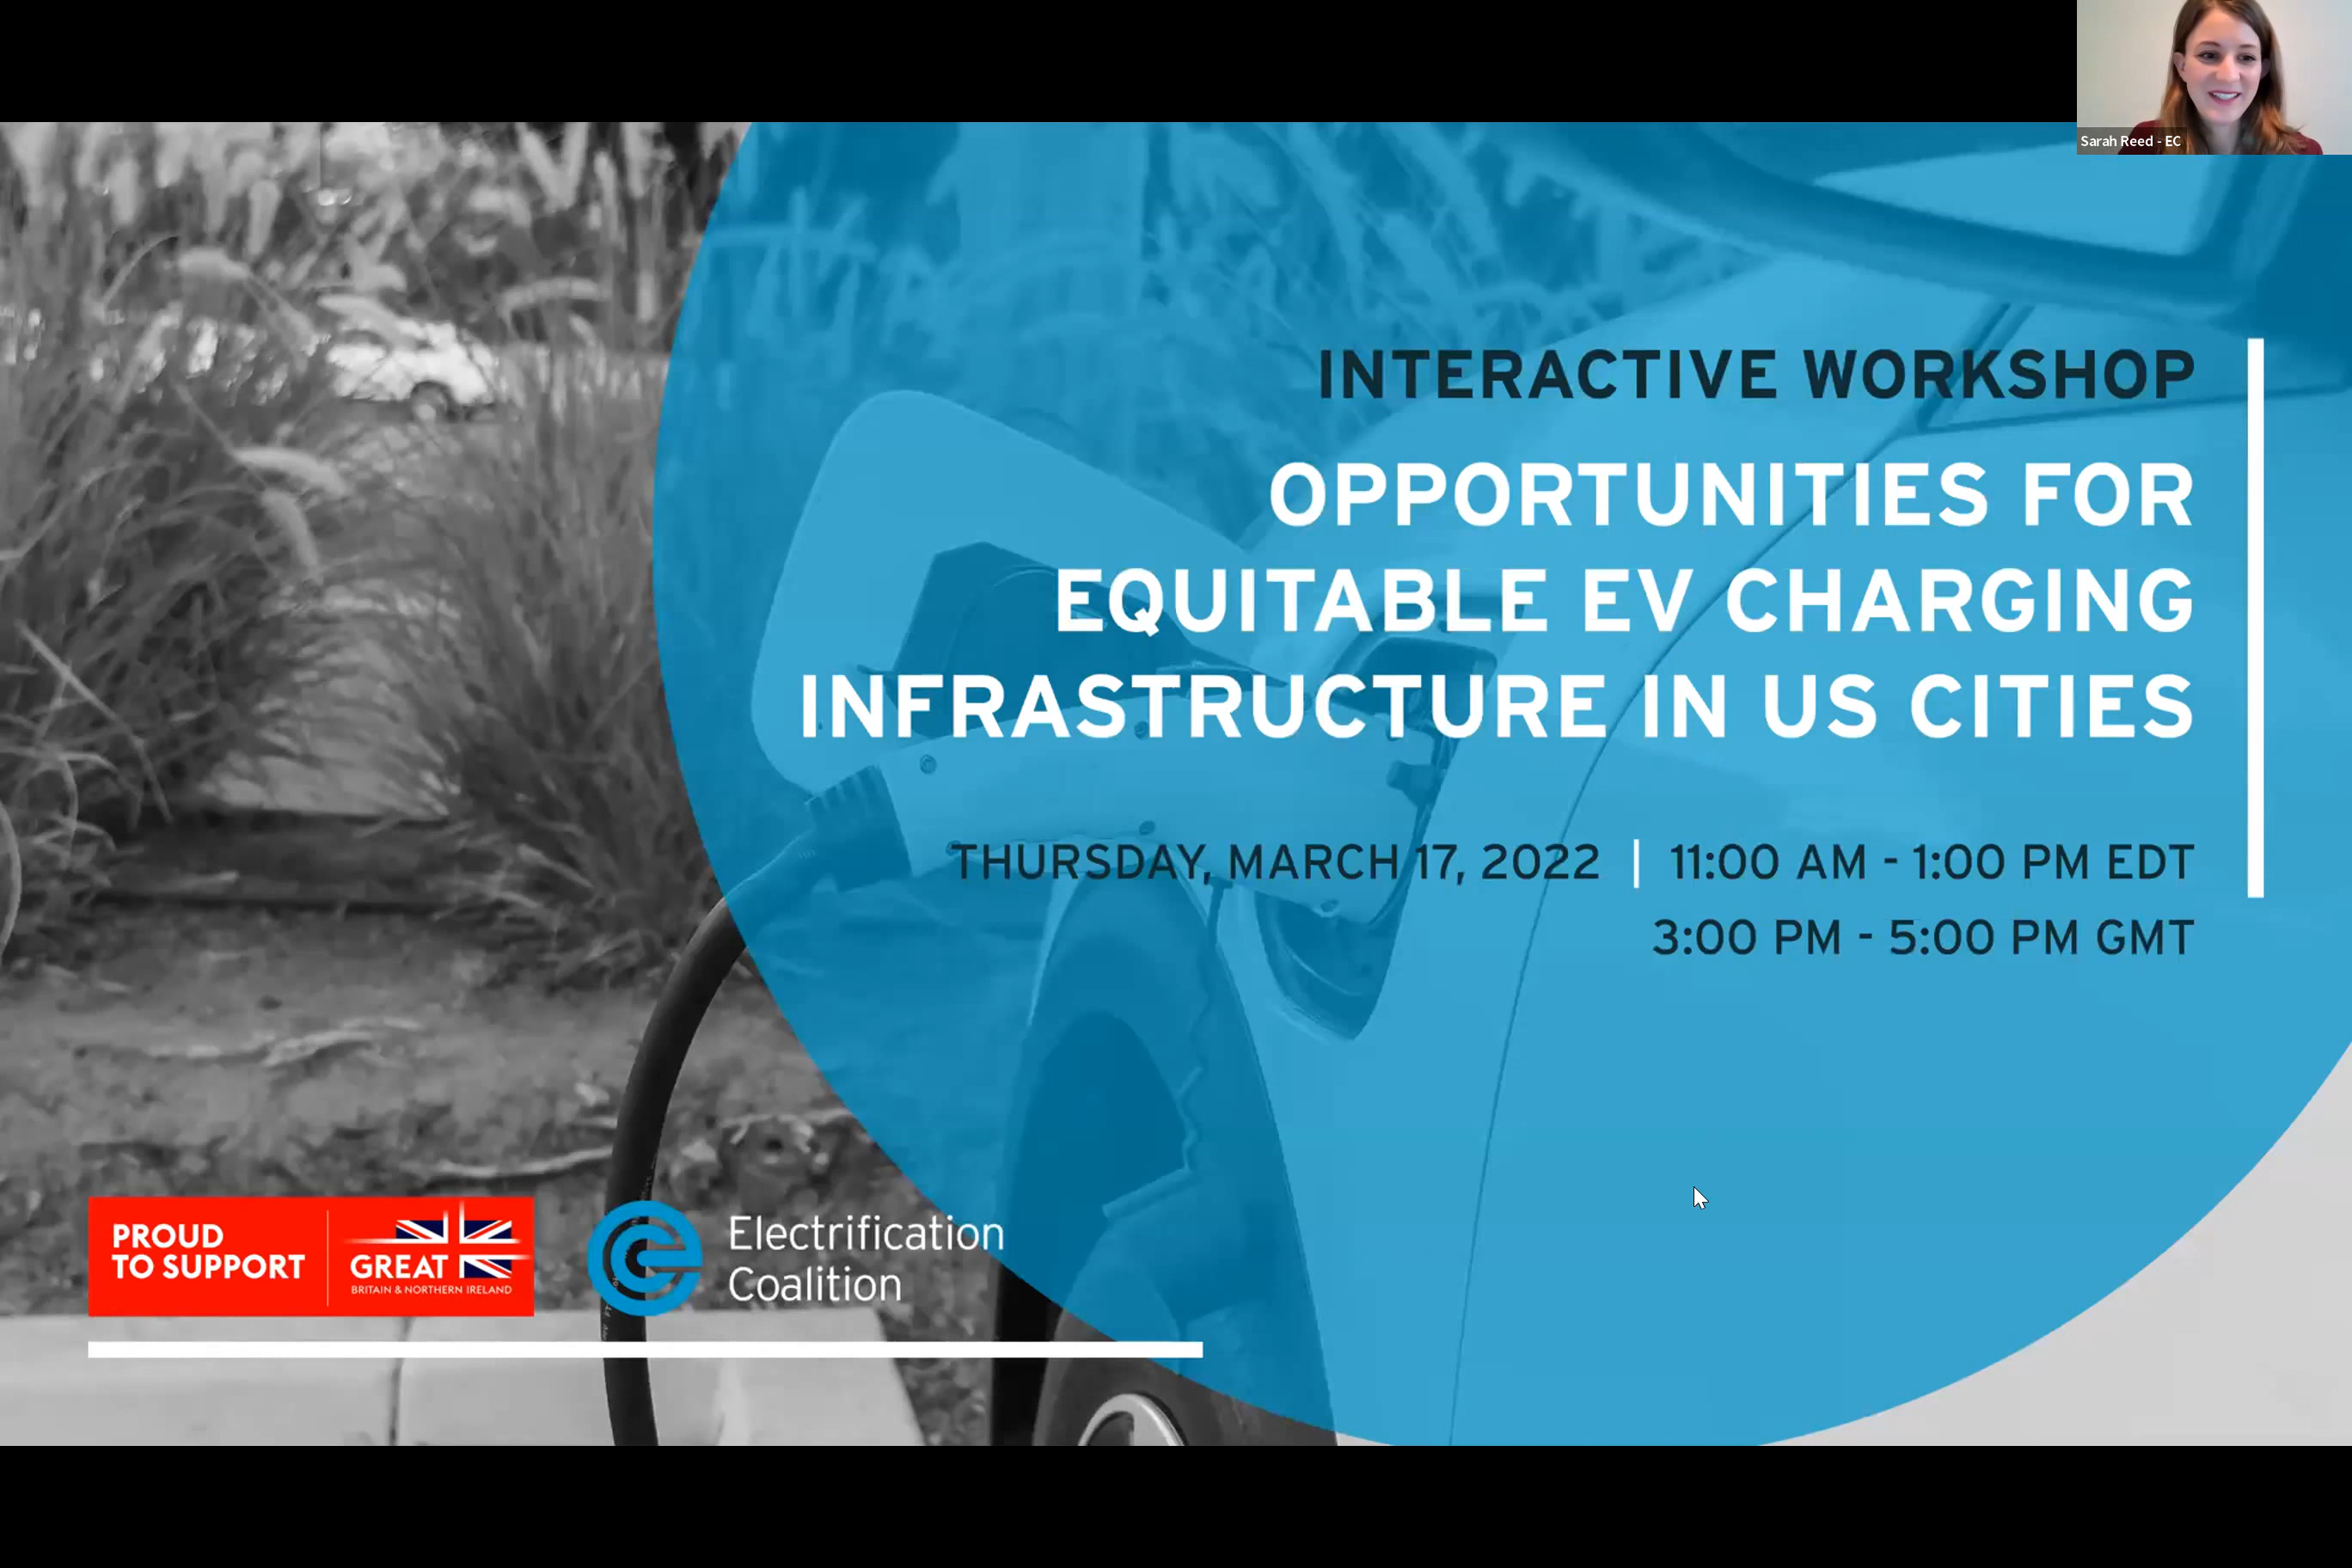 Sarah Reed - EC
INTERACTIVE WORKSHOP
OPPORTUNITIES FOR
EQUITABLE EV CHARGING
INFRASTRUCTURE IN US CITIES
THURSDAY, MARCH 17, 2022 | 11:00 AM - 1:00 PM EDT
3:00 PM - 5:00 PM GMT
PROUD
TO SUPPORT
GREAT
BRITAIN & NORTHERN IRELAND
Electrification
Coalition